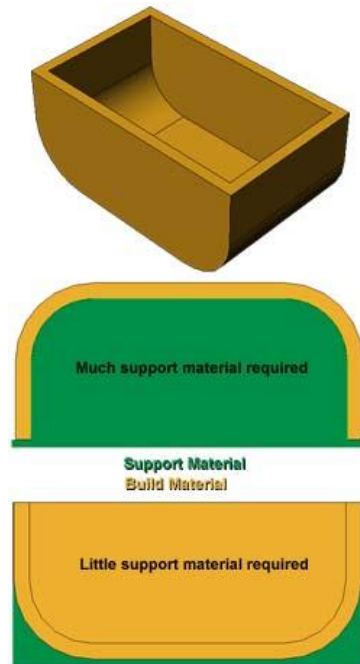 Much support material required
Support Material
Build Material
Little support material required